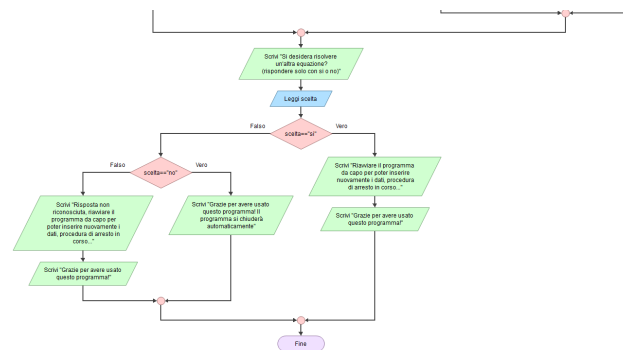 Scrivi "Si desidera risolvere
un'altra equazione?
(rispondere solo con si o no)"
Leggi scelta
Falso
scelta=="si"
Vero
Falso
scelta=="no"
Vero
Scrivi "Riavviare il programma
da capo per poter inserire
nuovamente i dati, procedura
di arresto in corso..."
Scrivi "Risposta non
riconosciuta, riavviare il
programma da capo per
poter inserire nuovamente i
dati, procedura di arresto in
corso..."
Scrivi "Grazie per avere usato
questo programma! Il
programma si chiuderà
automaticamente"
Scrivi "Grazie per avere usato
questo programma!"
Scrivi "Grazie per avere usato
questo programma!"
Fine